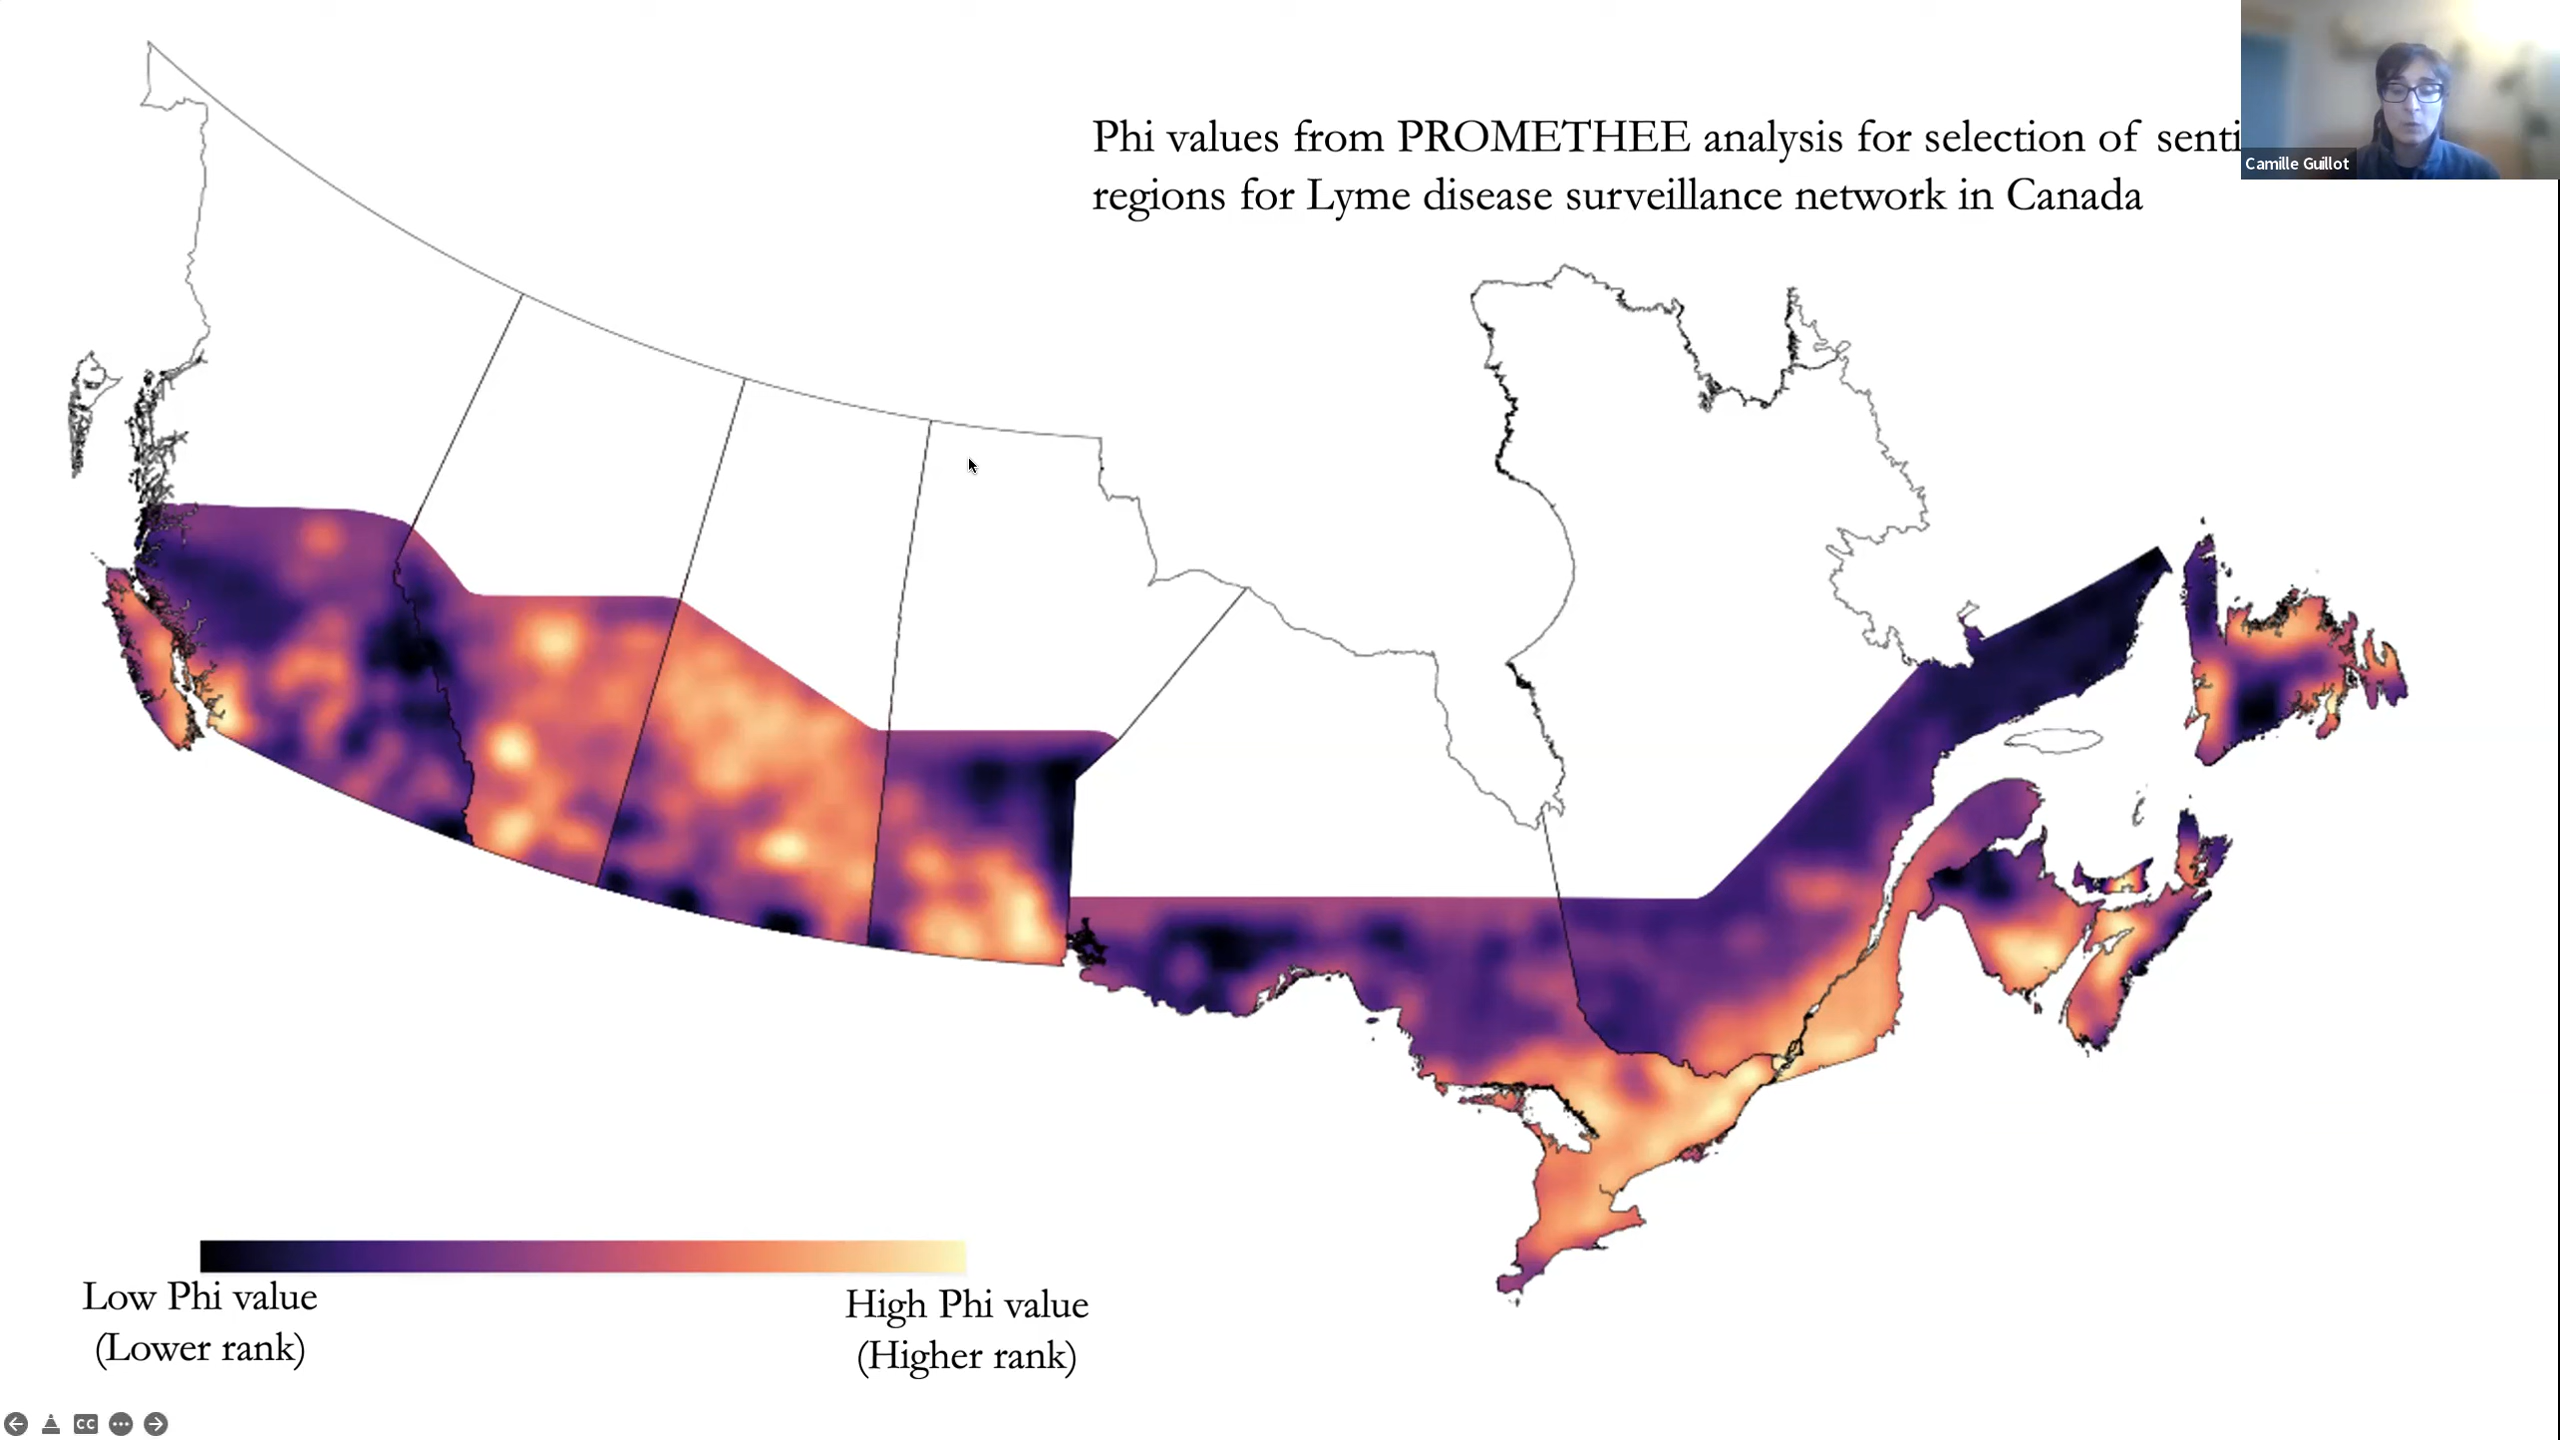 Phi values from PROMETHEE analysis for selection of senti
regions for Lyme disease surveillance network in Canada
Camille Guillot
Low Phi value
(Lower rank)
High Phi value
(Higher rank)
CC